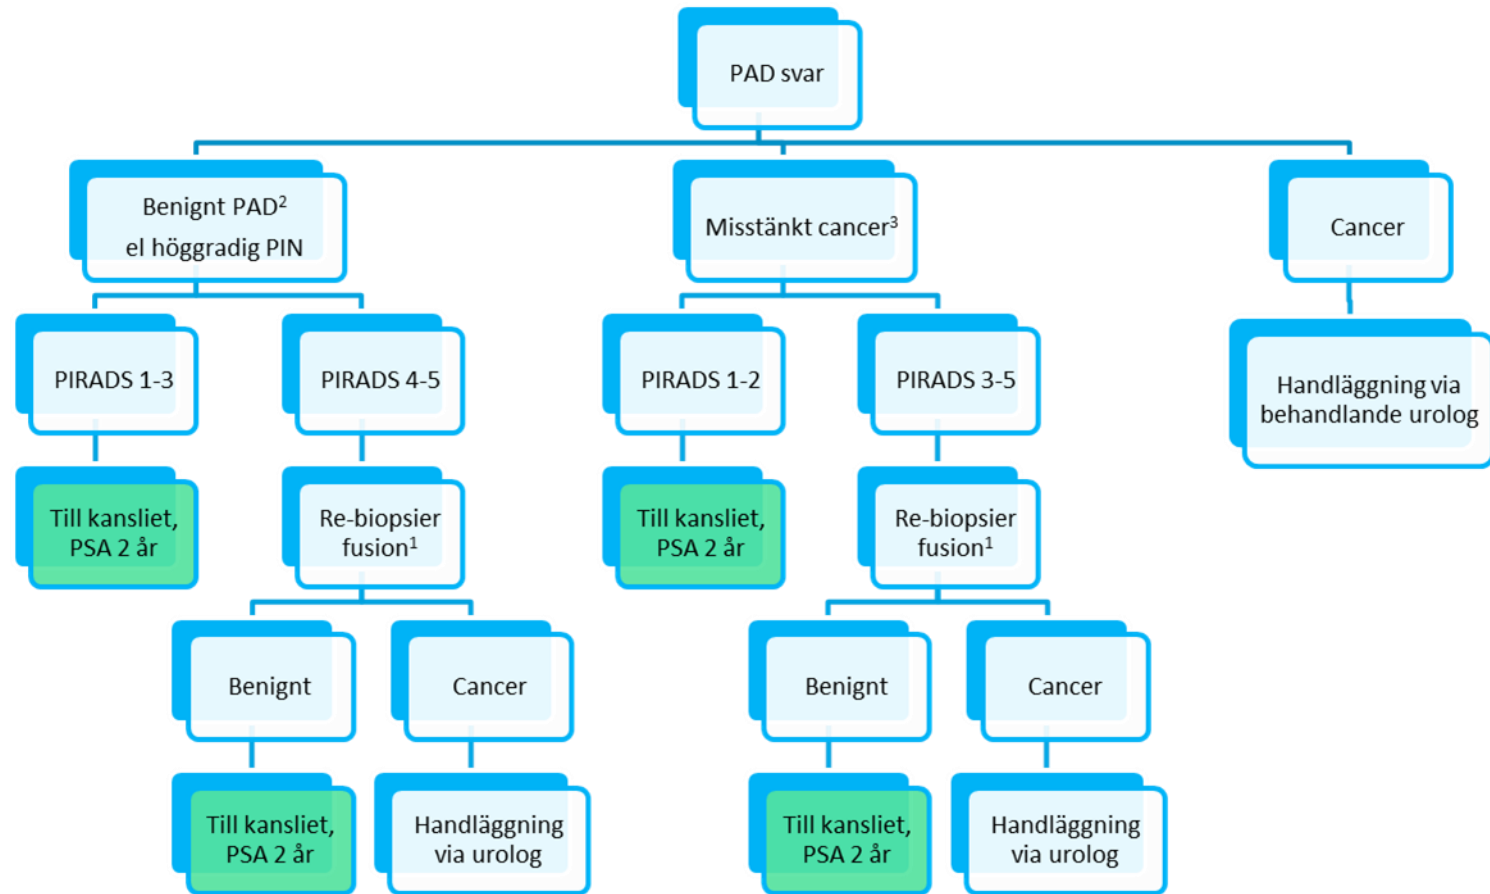 PAD svar
Benignt PAD²
el höggradig PIN
Misstänkt cancer³
Cancer
PIRADS 1-3
PIRADS 4-5
PIRADS 1-2
PIRADS 3-5
Handläggning via
behandlande urolog
Till kansliet,
PSA 2 år
Re-biopsier
fusion¹
Till kansliet,
PSA 2 år
Re-biopsier
fusion¹
Benignt
Cancer
Benignt
Cancer
Till kansliet,
PSA 2 år
Handläggning
via urolog
Till kansliet,
PSA 2 år
Handläggning
via urolog